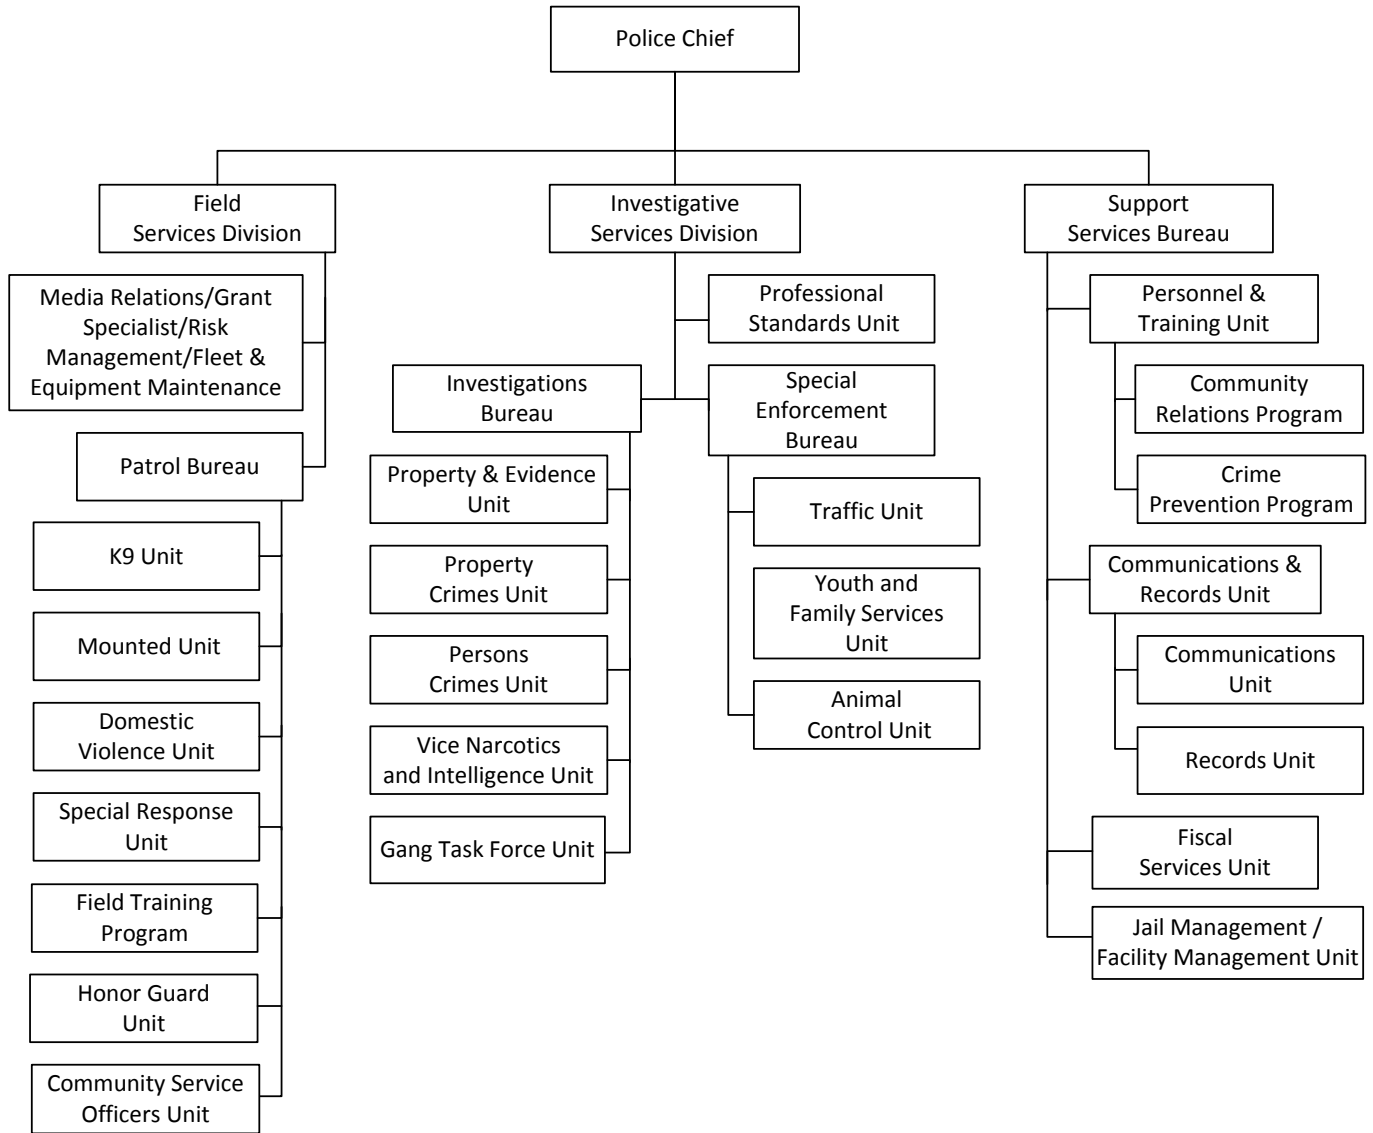 Police Chief
Field
Services Division
Media Relations/Grant
Specialist/Risk
Management/Fleet &
Equipment Maintenance
Patrol Bureau
K9 Unit
Mounted Unit
Domestic
Violence Unit
Special Response
Unit
Field Training
Program
Honor Guard
Unit
Community Service
Officers Unit
Investigative
Services Division
Professional
Standards Unit
Investigations
Bureau
Property & Evidence
Unit
Property
Crimes Unit
Persons
Crimes Unit
Vice Narcotics
and Intelligence Unit
Gang Task Force Unit
Special
Enforcement
Bureau
Traffic Unit
Youth and
Family Services
Unit
Animal
Control Unit
Support
Services Bureau
Personnel &
Training Unit
Community
Relations Program
Crime
Prevention Program
Communications &
Records Unit
Communications
Unit
Records Unit
Fiscal
Services Unit
Jail Management /
Facility Management Unit